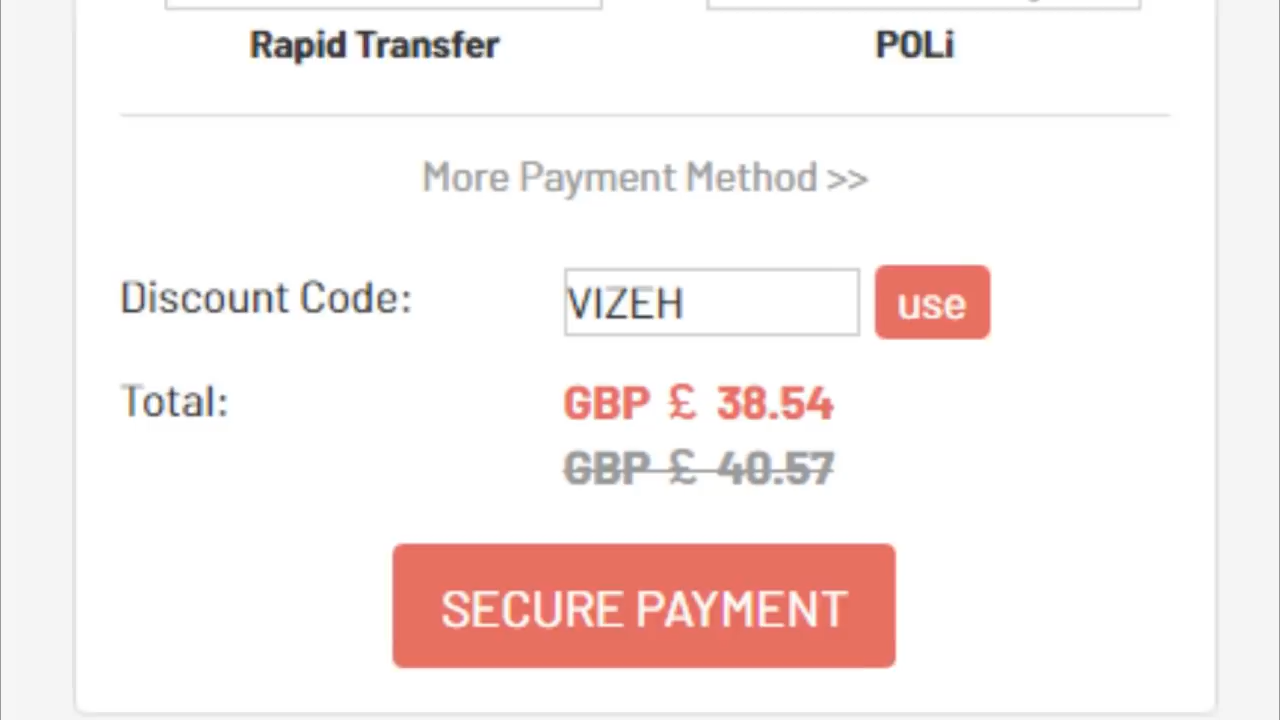 Rapid Transfer
POLi
More Payment Method >>
Discount Code: VIZEH use
Total: GBP £ 38.54
GBP £ 40.57
SECURE PAYMENT